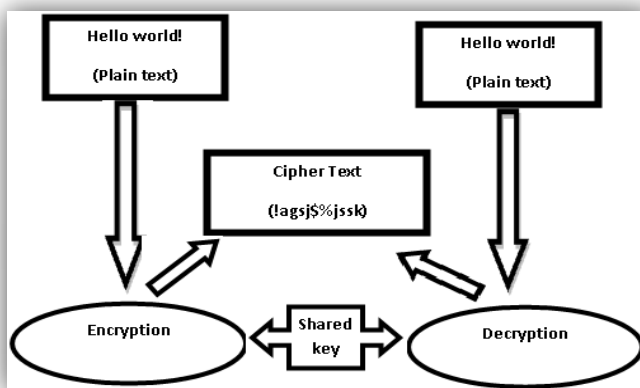 Hello world!
(Plain text)
Hello world!
(Plain text)
Cipher Text
(!agsj$%jssk)
Encryption
Shared
key
Decryption